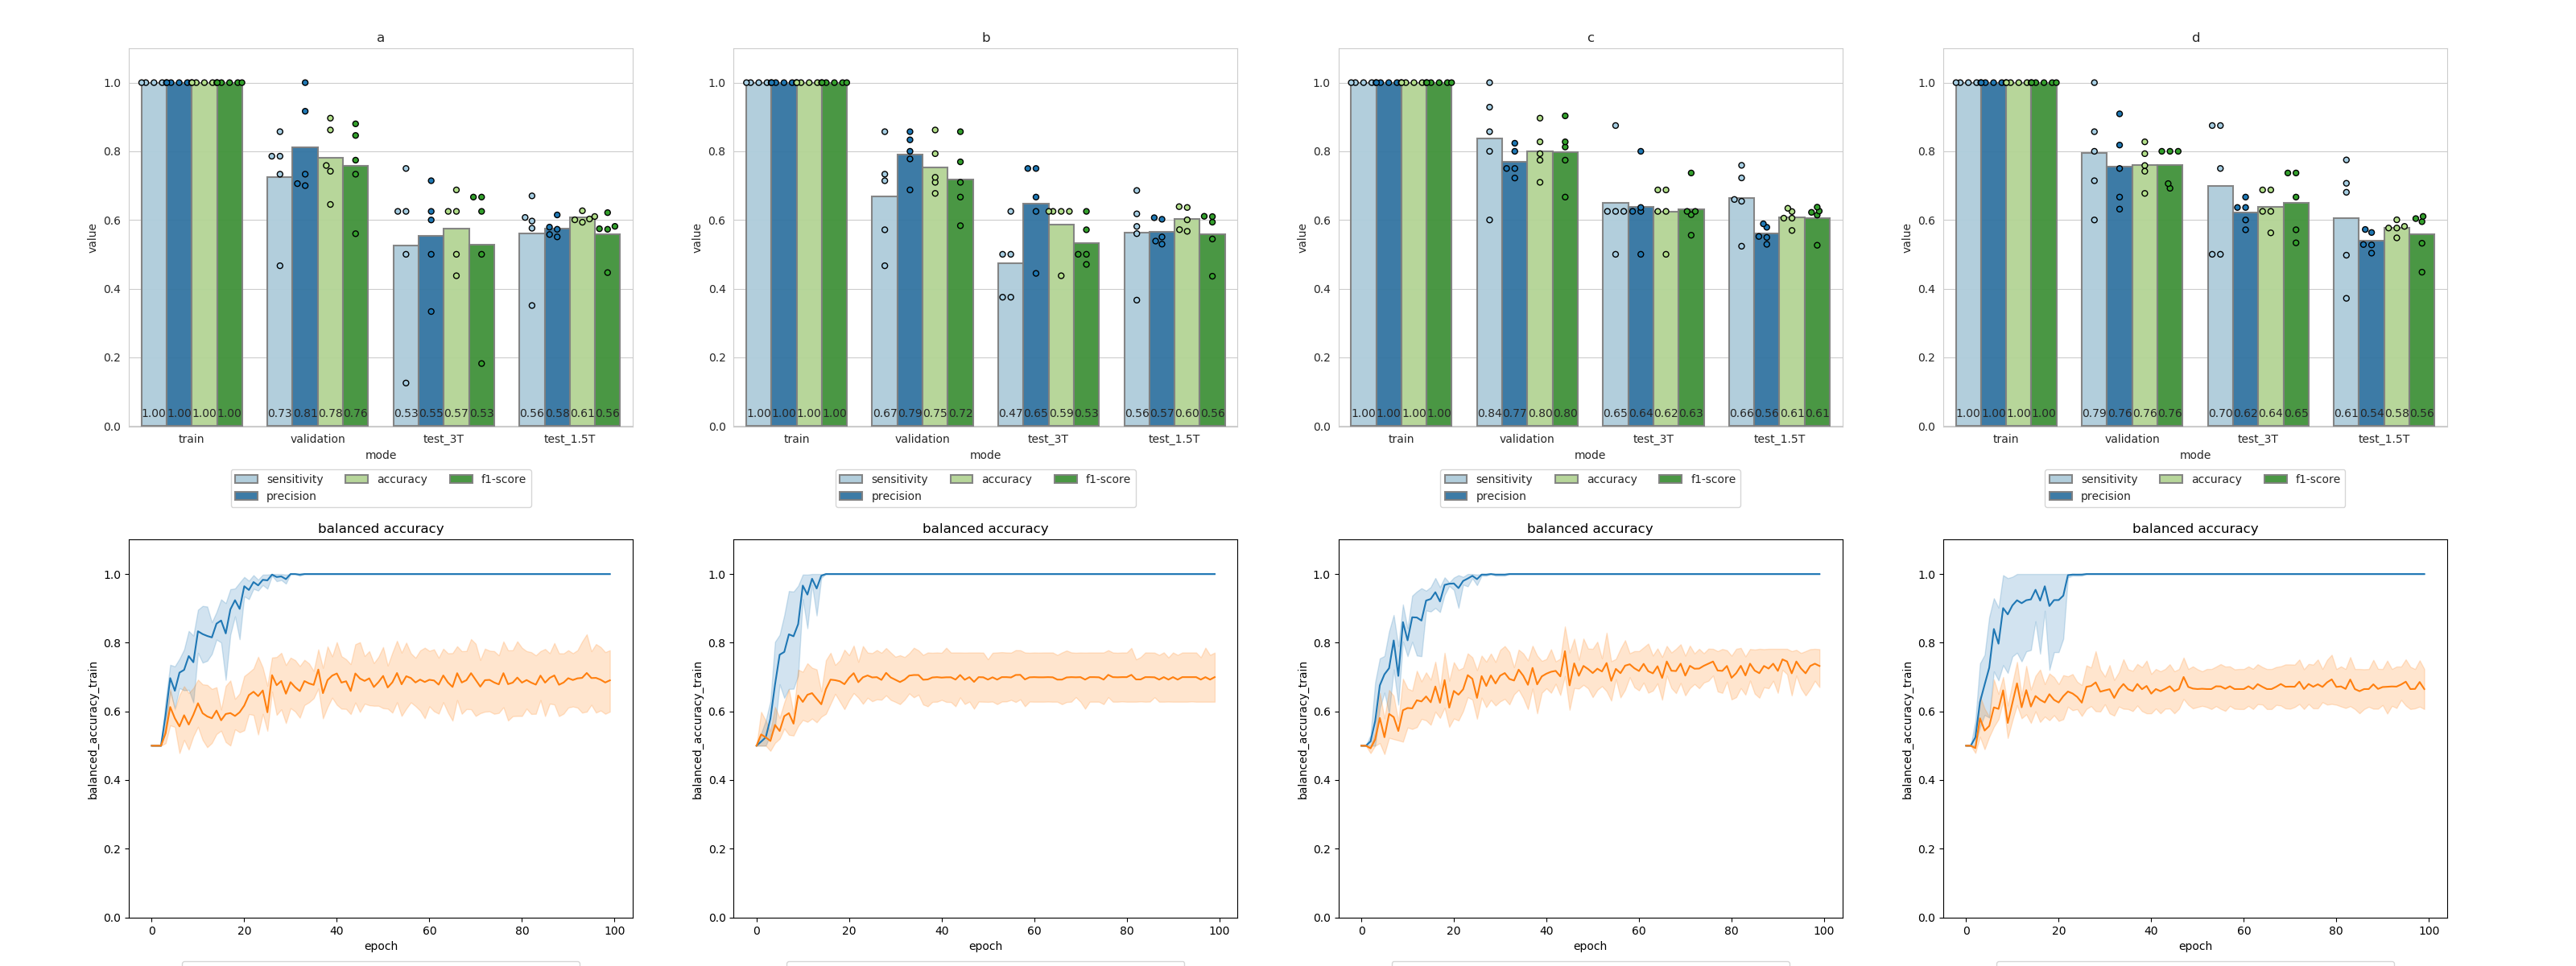 a
1.0
0.8
0.6
0.4
0.2
0.0
value
1.00 1.00 1.00 1.00 0.73 0.81 0.78 0.76 0.53 0.55 0.57 0.53 0.56 0.58 0.61 0.56
train validation test_3T test_1.5T
mode
sensitivity accuracy f1-score
precision
b
1.0
0.8
0.6
0.4
0.2
0.0
value
1.00 1.00 1.00 1.00 0.67 0.79 0.75 0.72 0.47 0.65 0.59 0.53 0.56 0.57 0.60 0.56
train validation test_3T test_1.5T
mode
sensitivity accuracy f1-score
precision
c
1.0
0.8
0.6
0.4
0.2
0.0
value
1.00 1.00 1.00 1.00 0.84 0.77 0.80 0.80 0.65 0.64 0.62 0.63 0.66 0.56 0.61 0.61
train validation test_3T test_1.5T
mode
sensitivity accuracy f1-score
precision
d
1.0
0.8
0.6
0.4
0.2
0.0
value
1.00 1.00 1.00 1.00 0.79 0.76 0.76 0.76 0.70 0.62 0.64 0.65 0.61 0.54 0.58 0.56
train validation test_3T test_1.5T
mode
sensitivity accuracy f1-score
precision
balanced accuracy
1.0
0.8
0.6
0.4
0.2
0.0
balanced_accuracy_train
0 20 40 60 80 100
epoch
balanced accuracy
1.0
0.8
0.6
0.4
0.2
0.0
balanced_accuracy_train
0 20 40 60 80 100
epoch
balanced accuracy
1.0
0.8
0.6
0.4
0.2
0.0
balanced_accuracy_train
0 20 40 60 80 100
epoch
balanced accuracy
1.0
0.8
0.6
0.4
0.2
0.0
balanced_accuracy_train
0 20 40 60 80 100
epoch